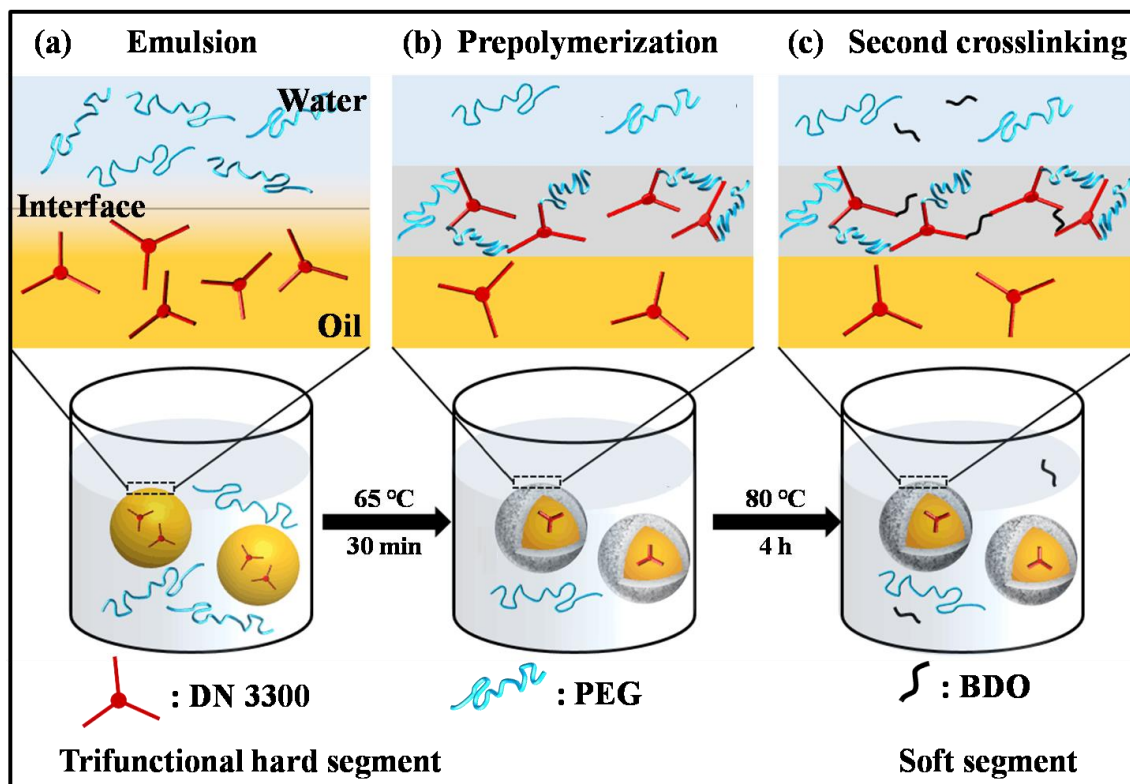 (a) Emulsion
(b) Prepolymerization
(c) Second crosslinking
Water
Interface
Oil
65 °C
30 min
80 °C
4 h
: DN 3300
: PEG
: BDO
Trifunctional hard segment
Soft segment